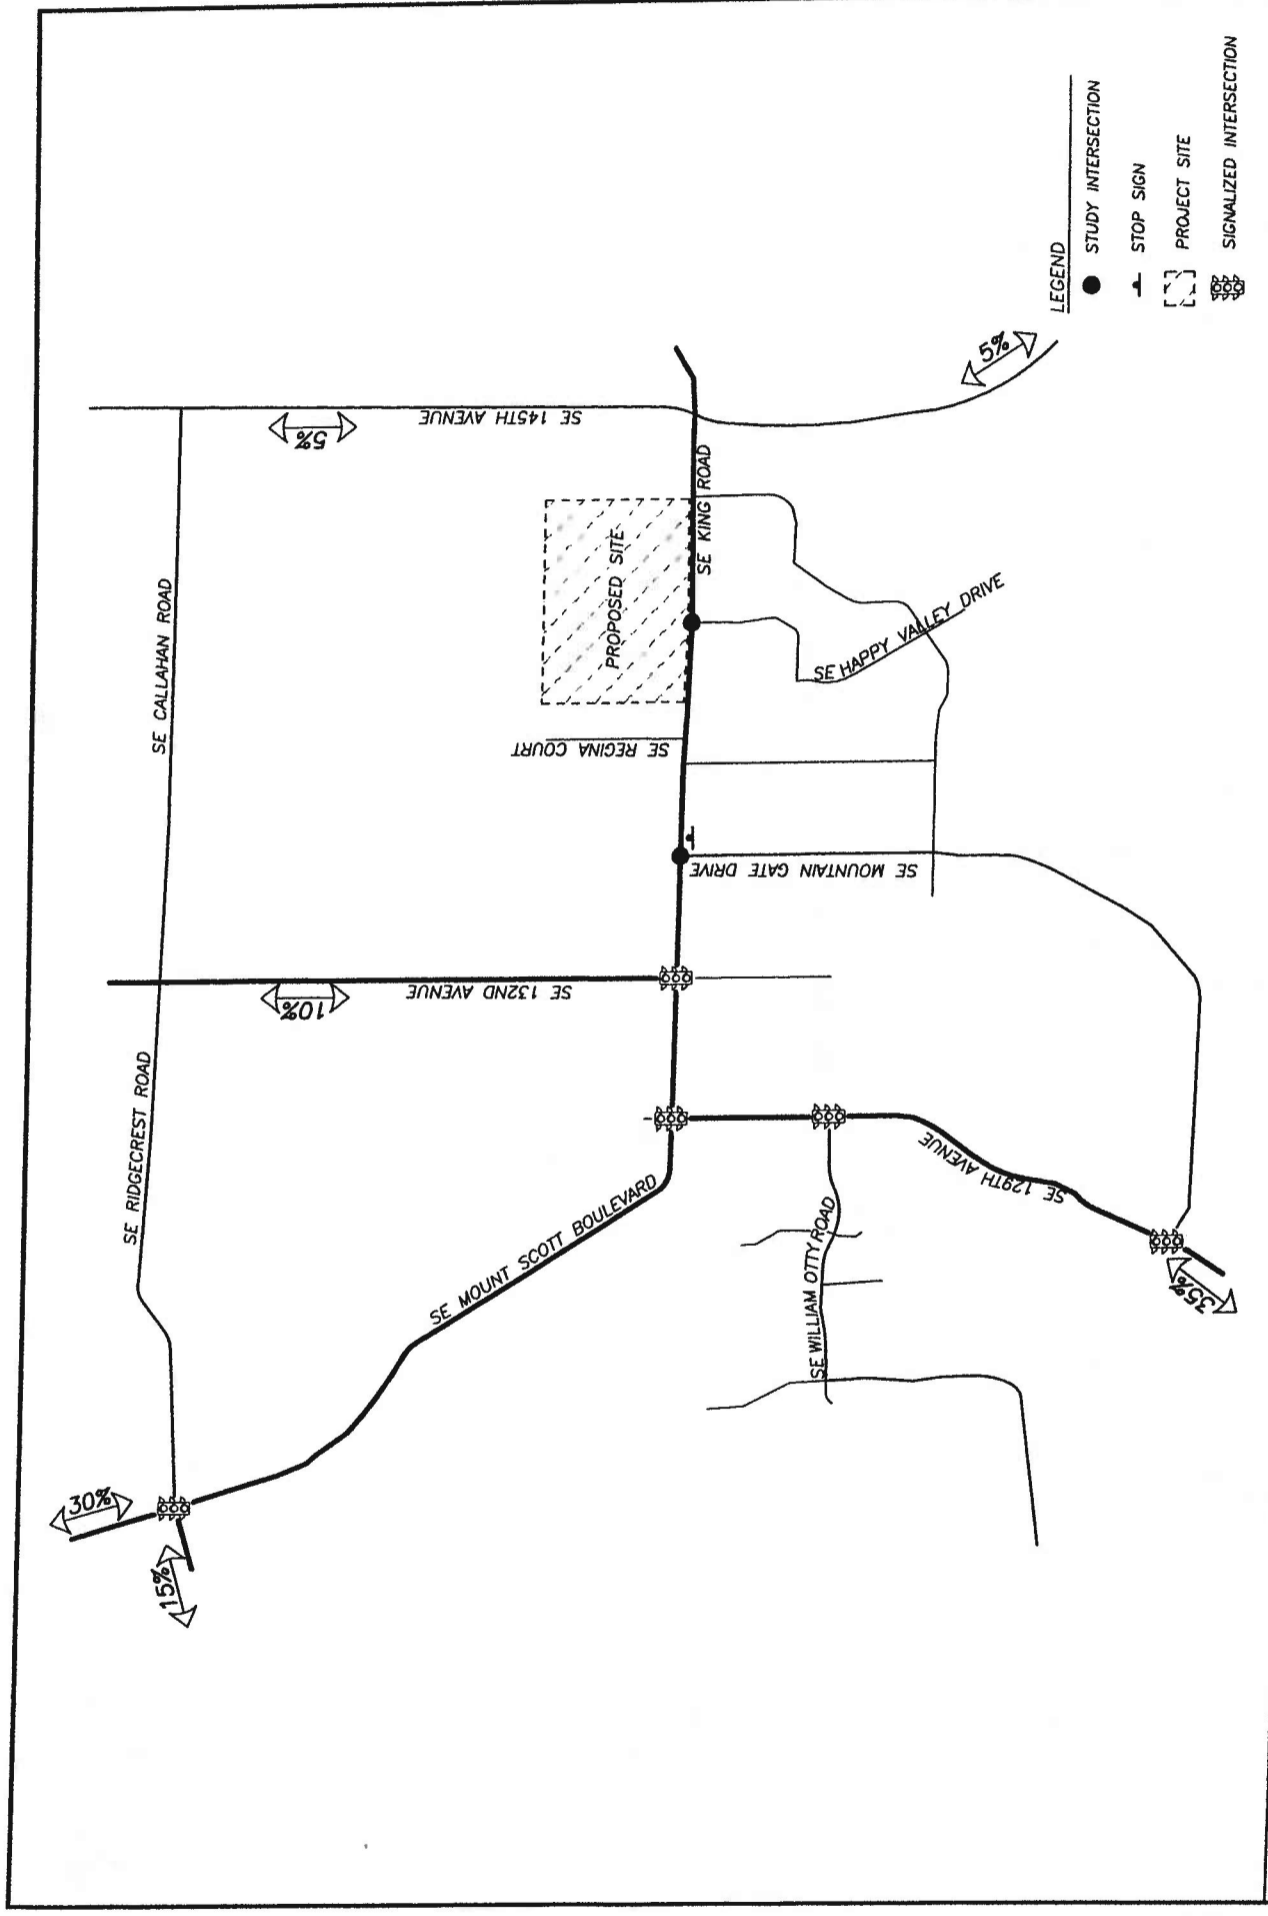 SE RIDGECREST ROAD
SE CALLAHAN ROAD
30%
15%
10%
5%
SE 132ND AVENUE
SE 145TH AVENUE
SE MOUNT SCOTT BOULEVARD
SE REGINA COURT
PROPOSED SITE
SE KING ROAD
SE WILLIAM OTTY ROAD
SE 129TH AVENUE
SE MOUNTAIN GATE DRIVE
SE HAPPY VALLEY DRIVE
35%
5%
LEGEND
STUDY INTERSECTION
STOP SIGN
PROJECT SITE
SIGNALIZED INTERSECTION